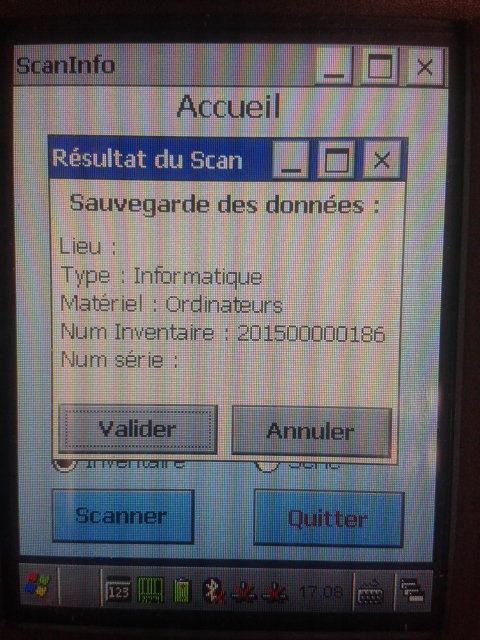 ScanInfo
Accueil
Résultat du Scan
Sauvegarde des données :
Lieu :
Type : Informatique
Matériel : Ordinateurs
Num Inventaire : 201500000186
Num série :
Valider
Annuler
Inventaire
Série
Scanner
Quitter
123
17:08